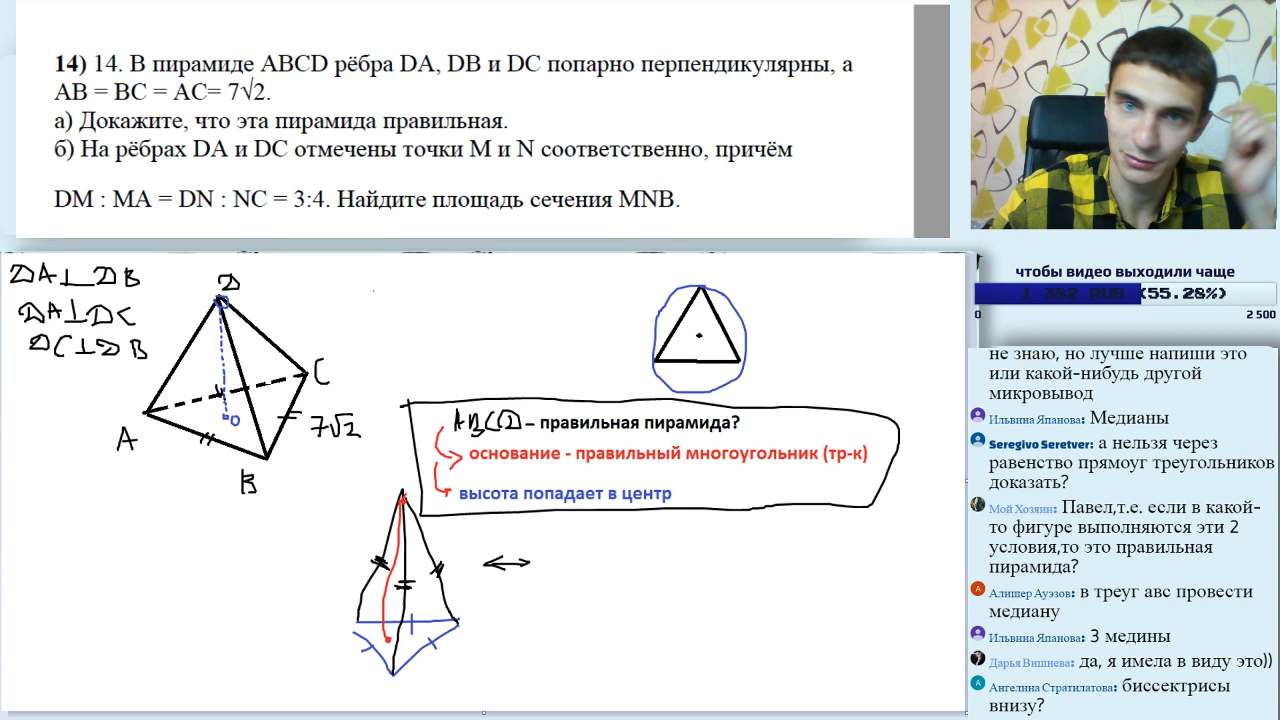 14) 14. В пирамиде ABCD рёбра DA, DB и DC попарно перпендикулярны, а
AB = BC = AC= 7√2.
а) Докажите, что эта пирамида правильная.
б) На рёбрах DA и DC отмечены точки M и N соответственно, причём
DM : MA = DN : NC = 3:4. Найдите площадь сечения MNB.
DA⊥DB
DA⊥DC
DC⊥DB
D
C
O
7√2
A
B
ABCD – правильная пирамида?
основание - правильный многоугольник (тр-к)
высота попадает в центр
чтобы видео выходили чаще
1 382 RUB (55.28%)
0
2 500
не знаю, но лучше напиши это
или какой-нибудь другой
микровывод
Ильвина Япанова: Медианы
Seregivo Seretver: а нельзя через
равенство прямоуг треугольников
доказать?
Мой Хозяин: Павел,т.е. если в какой-
то фигуре выполняются эти 2
условия,то это правильная
пирамида?
Алишер Ауэзов: в треуг авс провести
медиану
Ильвина Япанова: 3 медины
Дарья Вишнева: да, я имела в виду это))
Ангелина Стратилатова: биссектрисы
внизу?